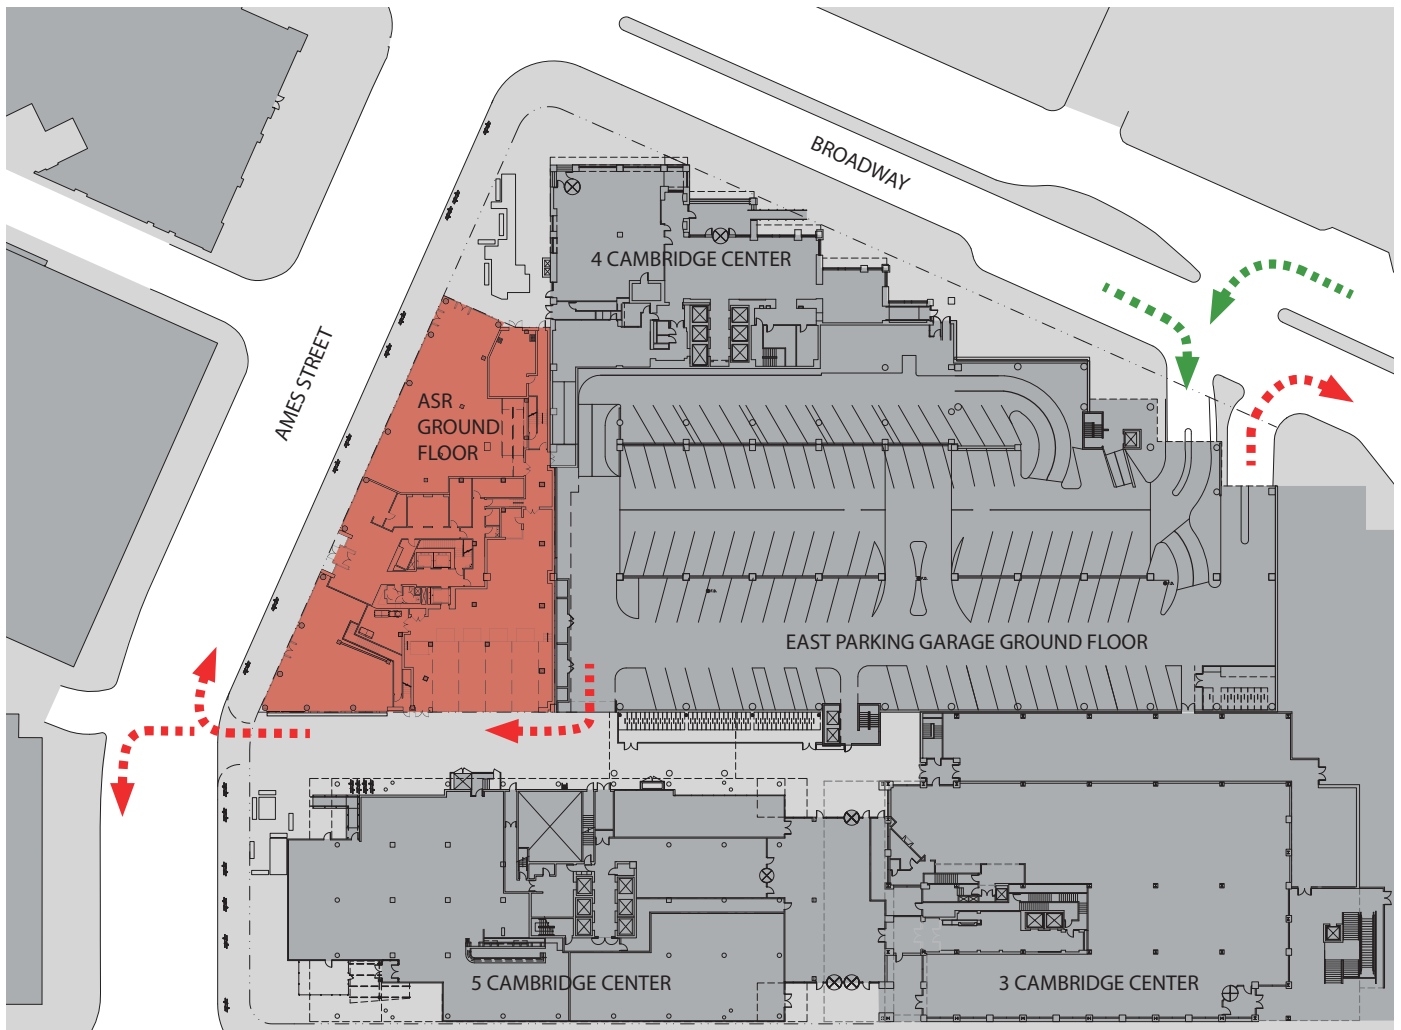 BROADWAY
4 CAMBRIDGE CENTER
AMES STREET
ASR
GROUND
FLOOR
EAST PARKING GARAGE GROUND FLOOR
5 CAMBRIDGE CENTER
3 CAMBRIDGE CENTER